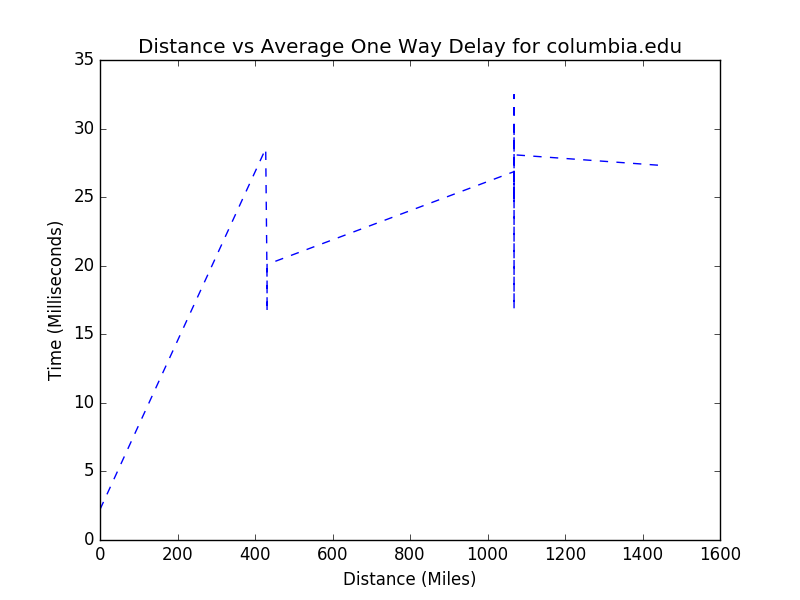 Distance vs Average One Way Delay for columbia.edu
35
30
25
20
15
10
5
0
Time (Milliseconds)
0 200 400 600 800 1000 1200 1400 1600
Distance (Miles)